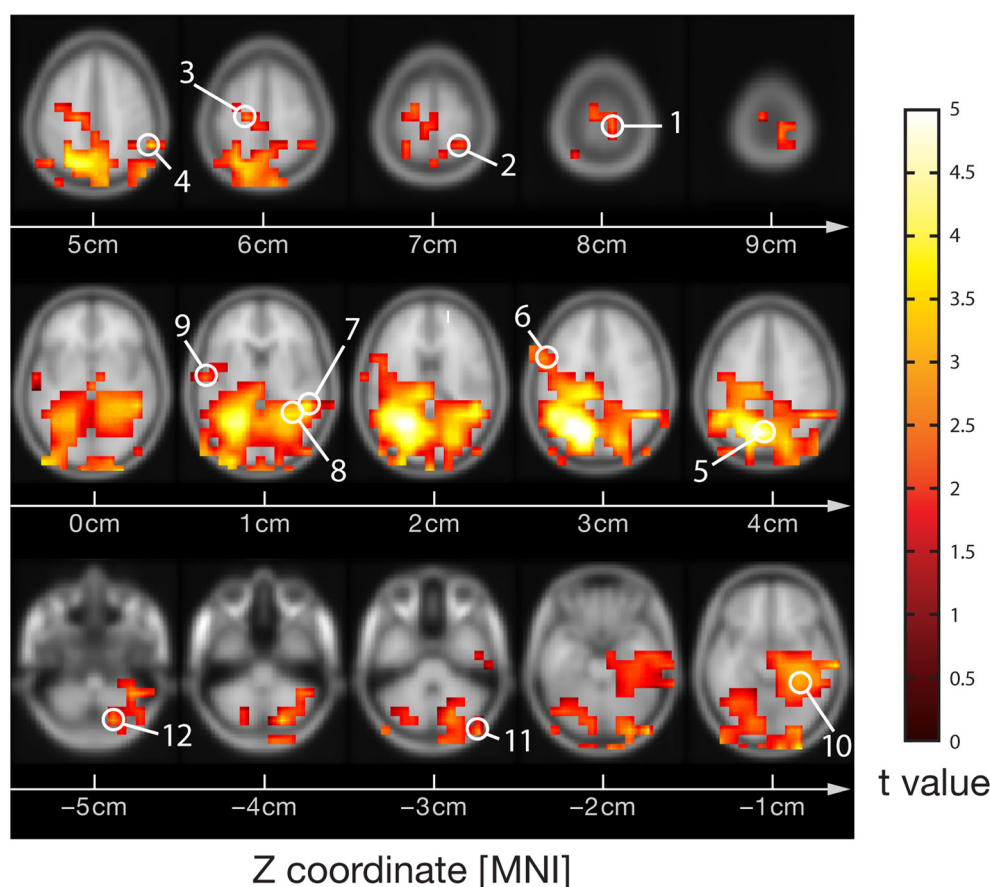 3
1
4
2
5cm 6cm 7cm 8cm 9cm
9 7 6
8 5
0cm 1cm 2cm 3cm 4cm
12 11 10
−5cm −4cm −3cm −2cm −1cm
Z coordinate [MNI]
5
4.5
4
3.5
3
2.5
2
1.5
1
0.5
0
t value